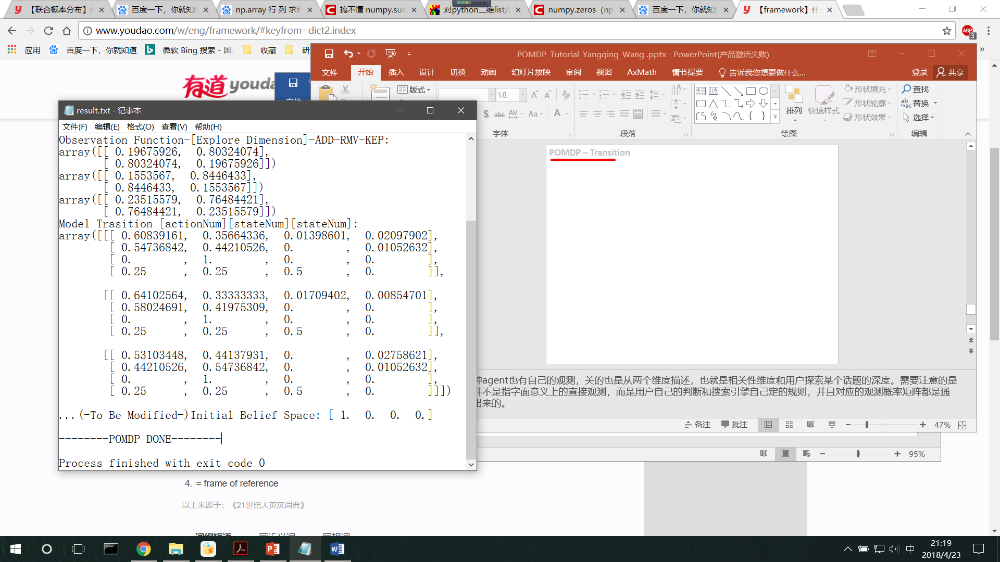 【联合概率分布】英
百度一下，你就知道
np.array 行 列 求和
搞不懂 numpy.sum
对python二维list/
numpy.zeros（np
百度一下，你就知道
【framework】什
www.youdao.com/w/eng/framework/#keyfrom=dict2.index
ABP
3
应用
百度一下，你就知道
微软 Bing 搜索 - 国
收藏
研
»
有道 youda
POMDP_Tutorial_Yangqing_Wang .pptx - PowerPoint(产品激活失败)
文件 开始 插入 设计 切换 动画 幻灯片放映 审阅 视图 AxMath 情节提要 告诉我您想要做什么... 登录 共享
版式
18
形状填充
形状轮廓
形状效果
排列
快速样式
查找
替换
选择
字体 段落 绘图 编辑
result.txt - 记事本
文件(F) 编辑(E) 格式(O) 查看(V) 帮助(H)
Observation Function-[Explore Dimension]-ADD-RMV-KEP:
array([[ 0.19675926, 0.80324074],
[ 0.80324074, 0.19675926]])
array([[ 0.1553567, 0.8446433],
[ 0.8446433, 0.1553567]])
array([[ 0.23515579, 0.76484421],
[ 0.76484421, 0.23515579]])
Model Trasition [actionNum][stateNum][stateNum]:
array([[[ 0.60839161, 0.35664336, 0.01398601, 0.02097902],
[ 0.54736842, 0.44210526, 0. , 0.01052632],
[ 0. , 1. , 0. , 0. ],
[ 0.25 , 0.25 , 0.5 , 0. ]],
[[ 0.64102564, 0.33333333, 0.01709402, 0.00854701],
[ 0.58024691, 0.41975309, 0. , 0. ],
[ 0. , 1. , 0. , 0. ],
[ 0.25 , 0.25 , 0.5 , 0. ]],
[[ 0.53103448, 0.44137931, 0. , 0.02758621],
[ 0.44210526, 0.54736842, 0. , 0.01052632],
[ 0. , 1. , 0. , 0. ],
[ 0.25 , 0.25 , 0.5 , 0. ]]])
...(-To Be Modified-)Initial Belief Space: [ 1. 0. 0. 0.]
--------POMDP DONE--------
Process finished with exit code 0
POMDP – Transition
agent也有自己的观测，关的也是从两个维度描述，也就是相关性维度和用户探索某个话题的深度。需要注意的是
并不是指字面意义上的直接观测，而是用户自己的判断和搜索引擎自己定的规则，并且对应的观测概率矩阵都是通
出来的。
备注 批注 47%
95%
4. = frame of reference
以上来源于：《21世纪大英汉词典》
中
21:19
2018/4/23